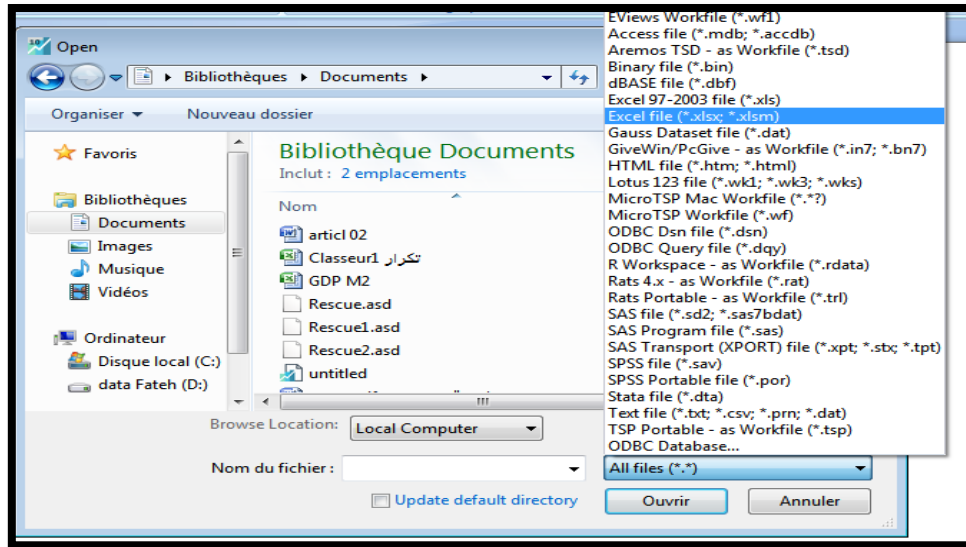 Open
Bibliothèques Documents
Organiser Nouveau dossier
Favoris
Bibliothèques
Documents
Images
Musique
Vidéos
Ordinateur
Disque local (C:)
data Fateh (D:)
Bibliothèque Documents
Inclut : 2 emplacements
Nom
articl 02
Classeur1 تكرار
GDP M2
Rescue.asd
Rescue1.asd
Rescue2.asd
untitled
Browse Location: Local Computer
Nom du fichier :
Update default directory
EViews Workfile (*.wf1)
Access file (*.mdb; *.accdb)
Aremos TSD - as Workfile (*.tsd)
Binary file (*.bin)
dBASE file (*.dbf)
Excel 97-2003 file (*.xls)
Excel file (*.xlsx; *.xlsm)
Gauss Dataset file (*.dat)
GiveWin/PcGive - as Workfile (*.in7; *.bn7)
HTML file (*.htm; *.html)
Lotus 123 file (*.wk1; *.wk3; *.wks)
MicroTSP Mac Workfile (*.*?)
MicroTSP Workfile (*.wf)
ODBC Dsn file (*.dsn)
ODBC Query file (*.dqy)
R Workspace - as Workfile (*.rdata)
Rats 4.x - as Workfile (*.rat)
Rats Portable - as Workfile (*.trl)
SAS file (*.sd2; *.sas7bdat)
SAS Program file (*.sas)
SAS Transport (XPORT) file (*.xpt; *.stx; *.tpt)
SPSS file (*.sav)
SPSS Portable file (*.por)
Stata file (*.dta)
Text file (*.txt; *.csv; *.prn; *.dat)
TSP Portable - as Workfile (*.tsp)
ODBC Database...
All files (*.*)
Ouvrir Annuler